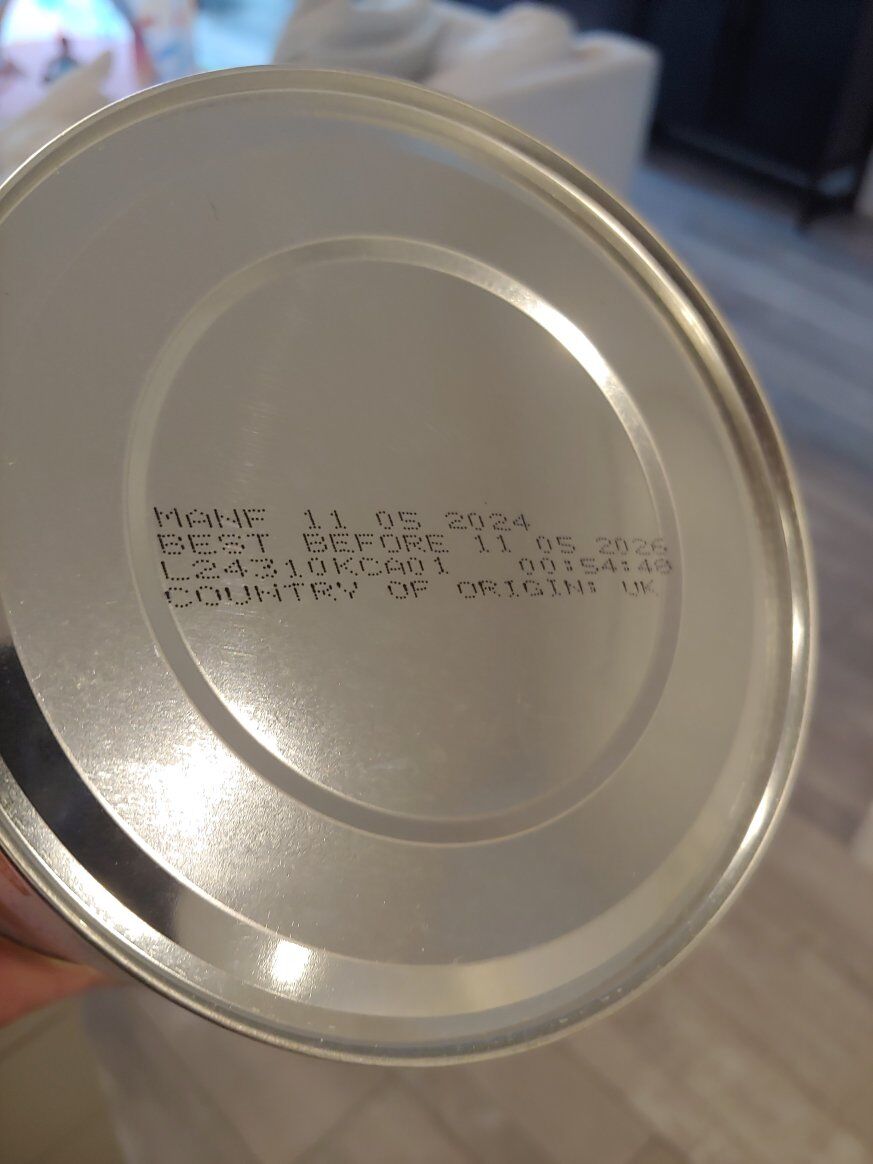 MANF 11 05 2024
BEST BEFORE 11 05 2026
L24310KCA01 00:54:48
COUNTRY OF ORIGIN: UK